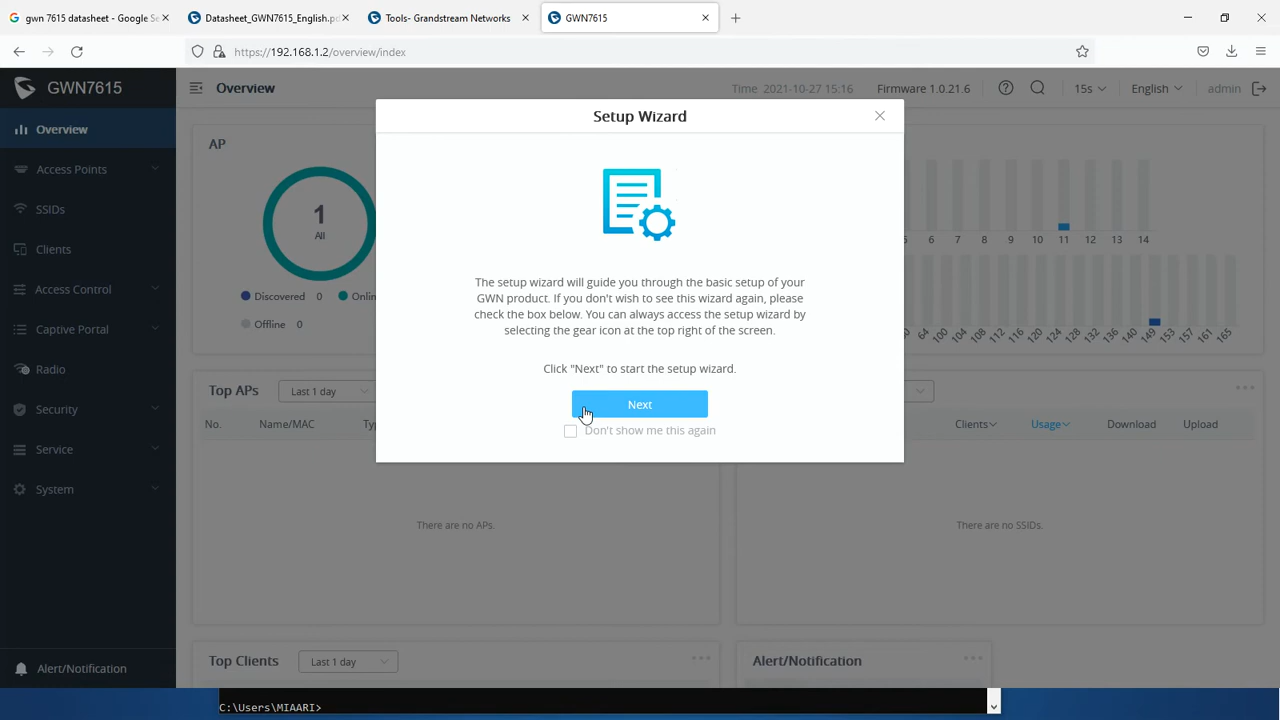 gwn 7615 datasheet - Google Se
Datasheet_GWN7615_English.pd
Tools- Grandstream Networks
GWN7615
https://192.168.1.2/overview/index
GWN7615
Overview
Time 2021-10-27 15:16
Firmware 1.0.21.6
15s
English
admin
Overview
Access Points
SSIDs
Clients
Access Control
Captive Portal
Radio
Security
Service
System
Alert/Notification
AP
1
All
Discovered 0
Onlin
Offline 0
Setup Wizard
The setup wizard will guide you through the basic setup of your
GWN product. If you don't wish to see this wizard again, please
check the box below. You can always access the setup wizard by
selecting the gear icon at the top right of the screen.
Click "Next" to start the setup wizard.
Next
Don't show me this again
5 6 7 8 9 10 11 12 13 14
60 64 100 104 108 112 116 120 124 128 132 136 140 144 149 153 157 161 165
Top APs
Last 1 day
No. Name/MAC Typ
There are no APs.
Clients Usage Download Upload
There are no SSIDs.
Top Clients
Last 1 day
Alert/Notification
C:\Users\MIAARI>